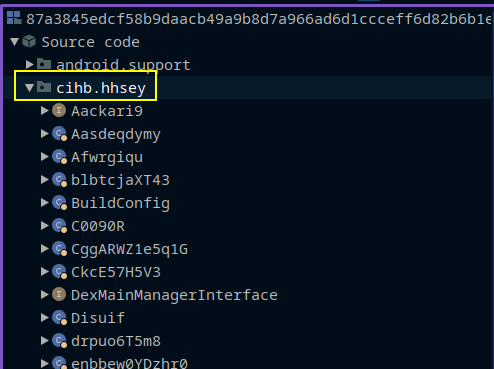 87a3845edcf58b9daacb49a9b8d7a966ad6d1ccceff6d82b6b1e
Source code
android.support
cihb.hhsey
Aackari9
Aasdeqdymy
Afwrgiqu
blbtcjaXT43
BuildConfig
C0090R
CggARWZ1e5q1G
CkcE57H5V3
DexMainManagerInterface
Disuif
drpuo6T5m8
enbbew0YDzhr0